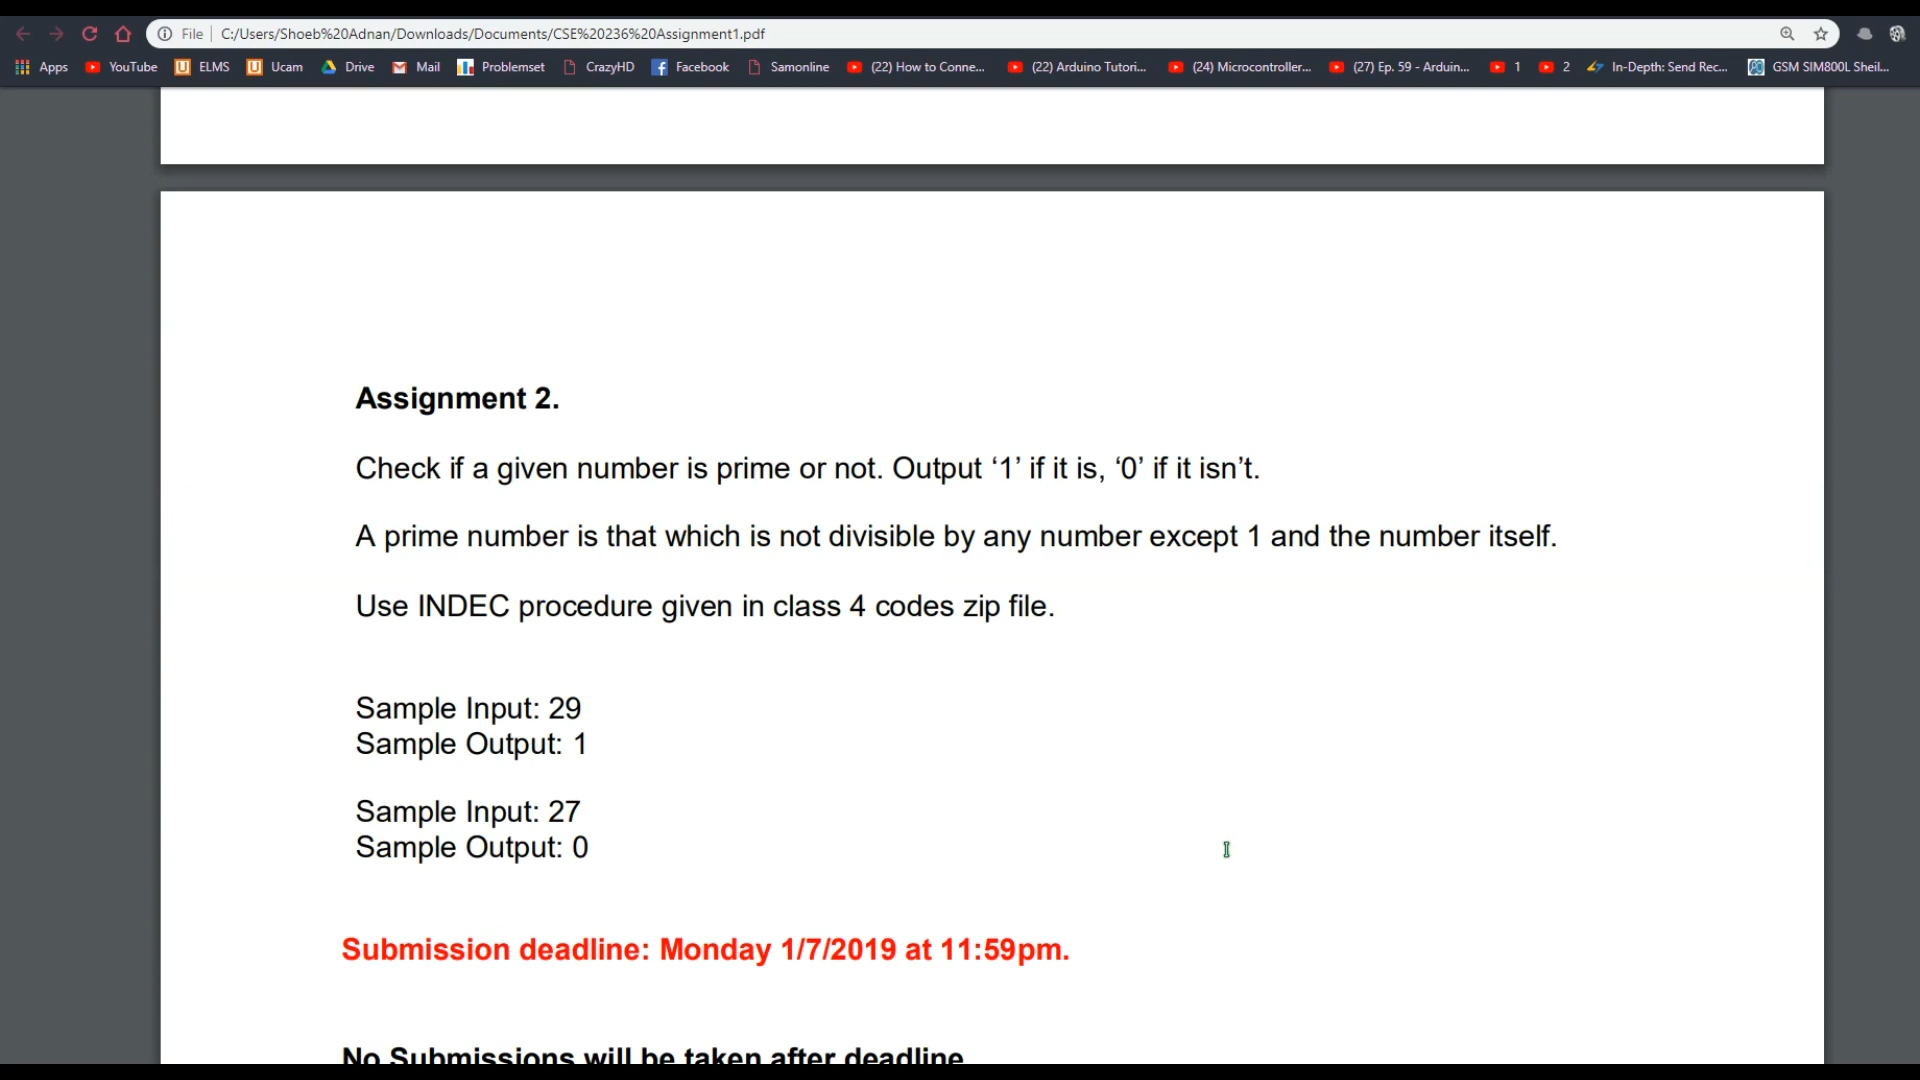 File | C:/Users/Shoeb%20Adnan/Downloads/Documents/CSE%20236%20Assignment1.pdf
Apps YouTube ELMS Ucam Drive Mail Problemset CrazyHD Facebook Samonline (22) How to Conne... (22) Arduino Tutori... (24) Microcontroller... (27) Ep. 59 - Arduin... 1 2 In-Depth: Send Rec... GSM SIM800L Sheil...
Assignment 2.
Check if a given number is prime or not. Output ‘1’ if it is, ‘0’ if it isn’t.
A prime number is that which is not divisible by any number except 1 and the number itself.
Use INDEC procedure given in class 4 codes zip file.
Sample Input: 29
Sample Output: 1
Sample Input: 27
Sample Output: 0
Submission deadline: Monday 1/7/2019 at 11:59pm.
No Submissions will be taken after deadline